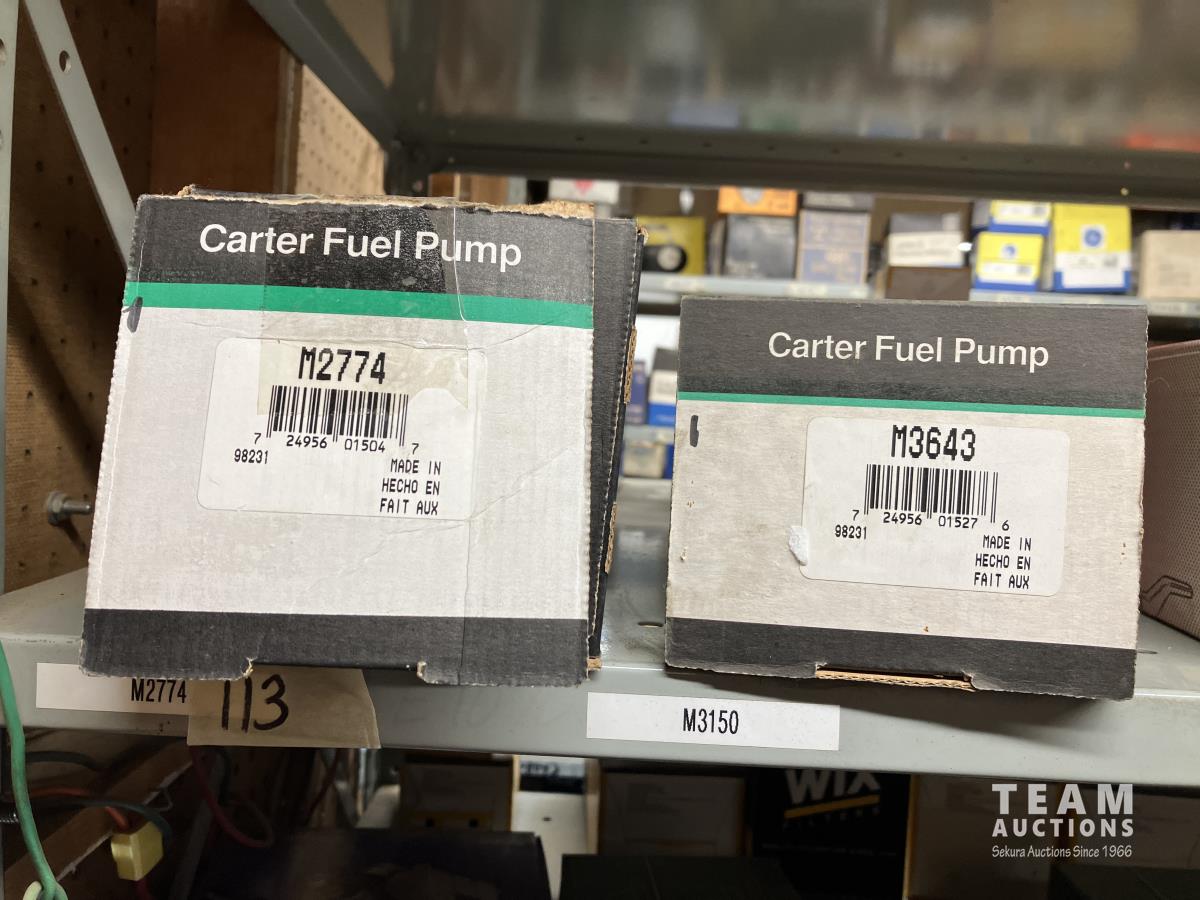 Carter Fuel Pump
M2774
7 24956 01504 7
98231
MADE IN
HECHO EN
FAIT AUX
Carter Fuel Pump
M3643
7 24956 01527 6
98231
MADE IN
HECHO EN
FAIT AUX
M2774
113
M3150
WIX
TEAM
AUCTIONS
Sekura Auctions Since 1966